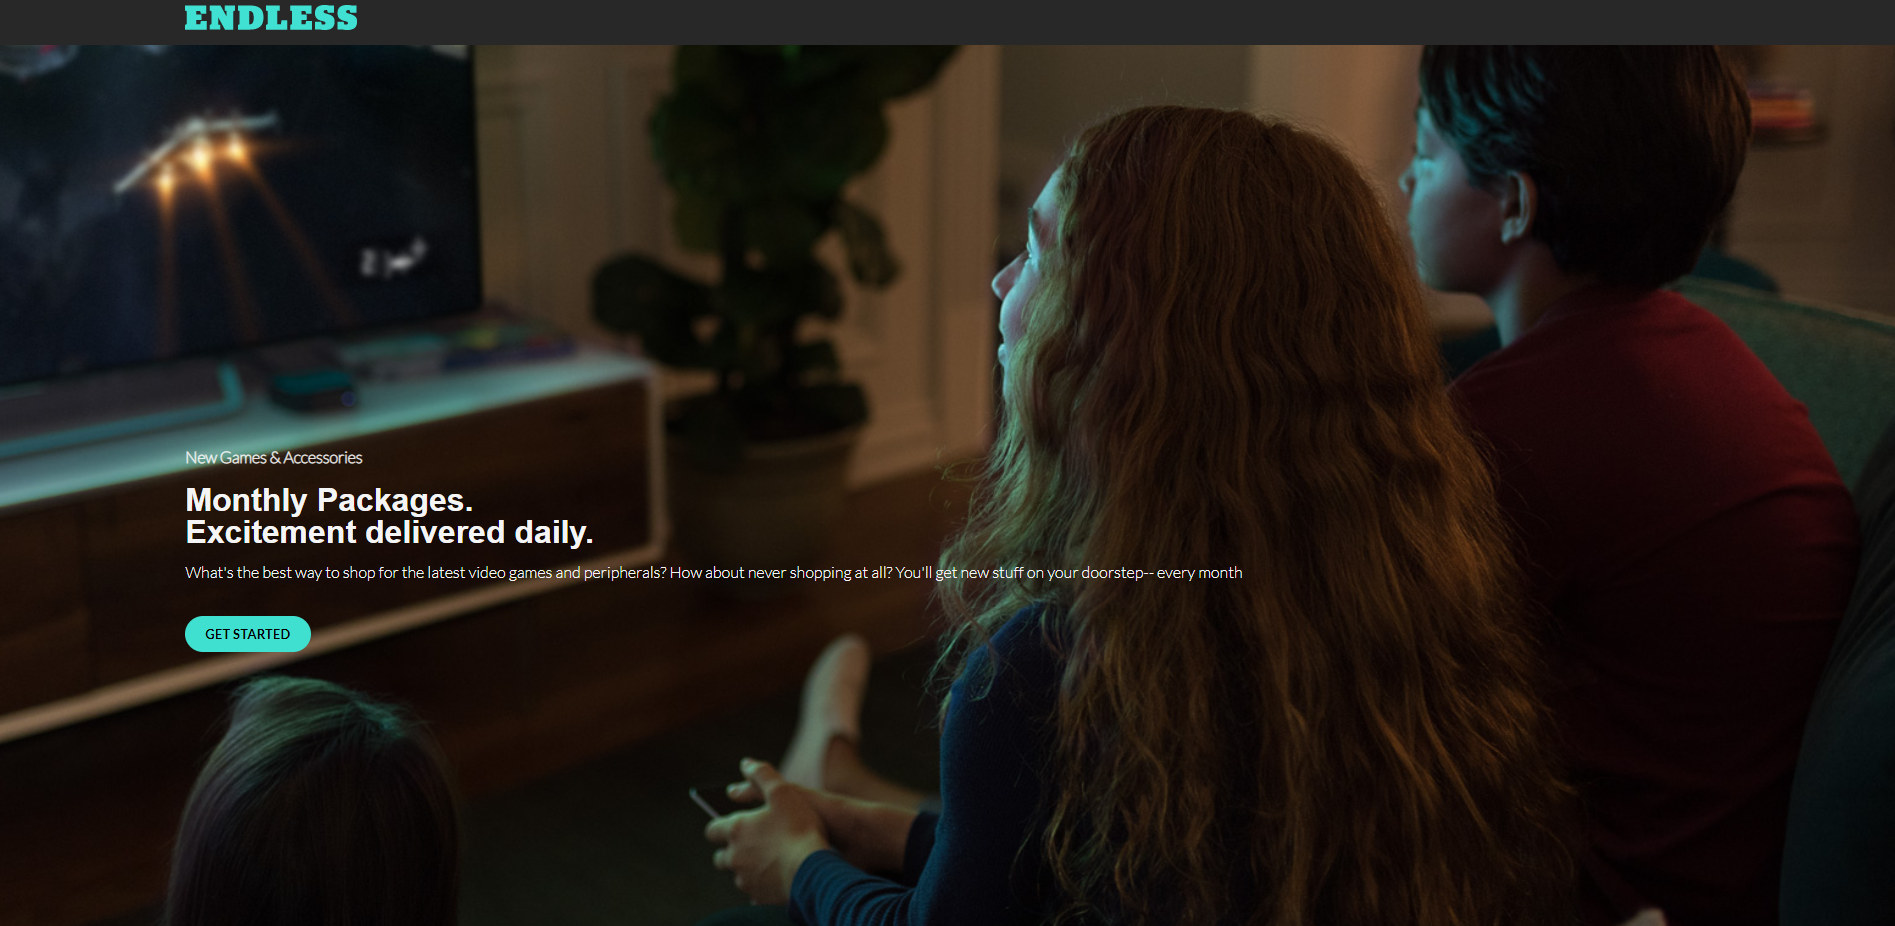 ENDLESS
New Games & Accessories
Monthly Packages.
Excitement delivered daily.
What's the best way to shop for the latest video games and peripherals? How about never shopping at all? You'll get new stuff on your doorstep-- every month
GET STARTED